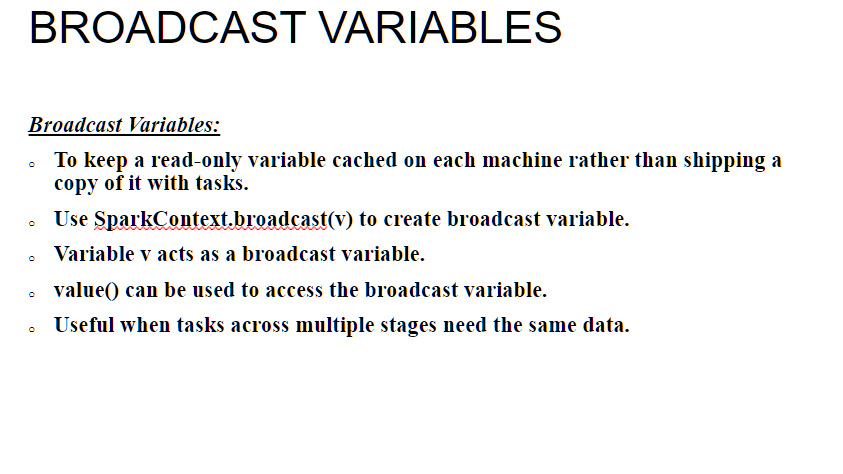 BROADCAST VARIABLES
Broadcast Variables:
To keep a read-only variable cached on each machine rather than shipping a
copy of it with tasks.
Use SparkContext.broadcast(v) to create broadcast variable.
Variable v acts as a broadcast variable.
value() can be used to access the broadcast variable.
Useful when tasks across multiple stages need the same data.